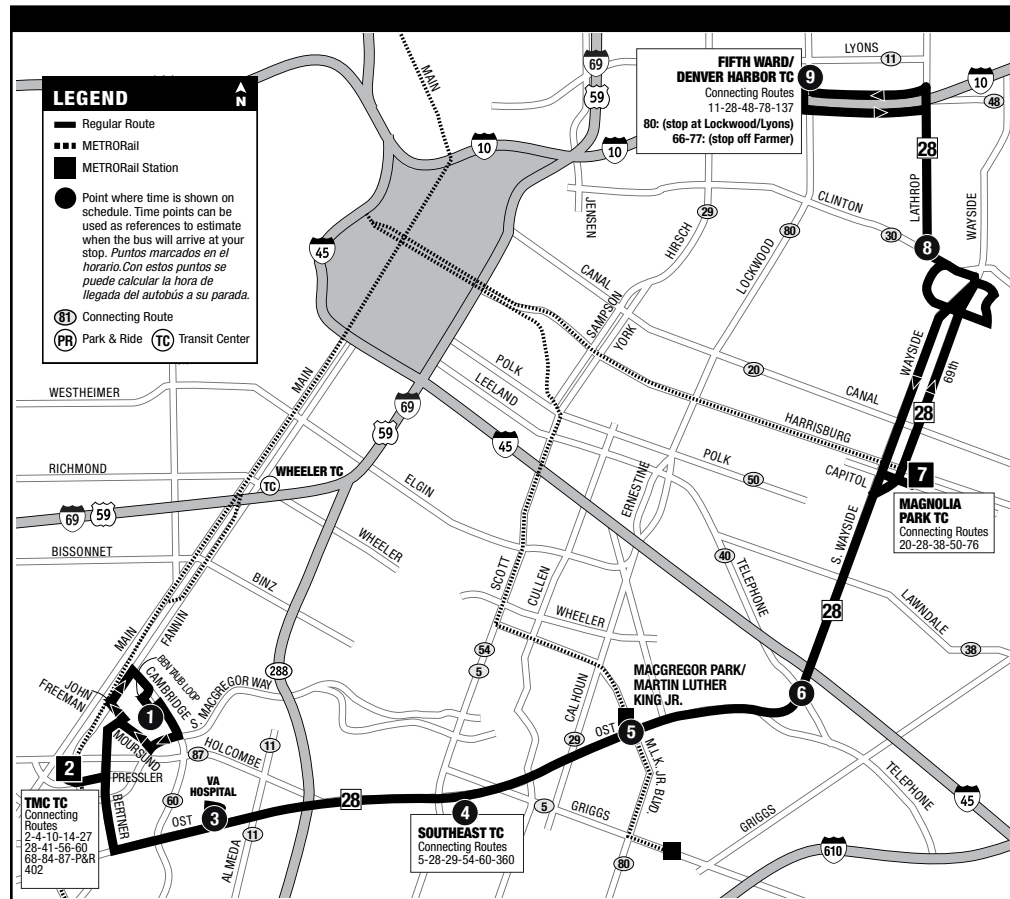 LEGEND
N
Regular Route
METRORail
METRORail Station
Point where time is shown on
schedule. Time points can be
used as references to estimate
when the bus will arrive at your
stop. Puntos marcados en el
horario.Con estos puntos se
puede calcular la hora de
llegada del autobús a su parada.
81 Connecting Route
PR Park & Ride TC Transit Center
MAIN
69
59
FIFTH WARD/
DENVER HARBOR TC
Connecting Routes
11-28-48-78-137
80: (stop at Lockwood/Lyons)
66-77: (stop off Farmer)
9
LYONS
11
10
48
28
LATHROP
WAYSIDE
10
10
JENSEN
29
HIRSCH
CLINTON
30
80
LOCKWOOD
8
45
CANAL
SAMPSON
YORK
WAYSIDE
69th
20
CANAL
28
HARRISBURG
POLK
LEELAND
MAIN
WESTHEIMER
69
59
45
POLK
50
CAPITOL
7
MAGNOLIA
PARK TC
Connecting Routes
20-28-38-50-76
RICHMOND
WHEELER TC
TC
ELGIN
ERNESTINE
69
59
BISSONNET
WHEELER
BINZ
SCOTT
CULLEN
40
TELEPHONE
S. WAYSIDE
28
LAWNDALE
38
WHEELER
FANNIN
MAIN
JOHN
FREEMAN
BEN TAUB LOOP
CAMBRIDGE
S. MACGREGOR WAY
288
54
5
CALHOUN
MACGREGOR PARK/
MARTIN LUTHER
KING JR.
6
1
MOURSUND
87
HOLCOMBE
11
29
OST
5
M.L.K. JR. BLVD.
TELEPHONE
2
PRESSLER
BERTNER
60
VA
HOSPITAL
OST
3
28
4
5
GRIGGS
GRIGGS
45
TMC TC
Connecting
Routes
2-4-10-14-27
28-41-56-60
68-84-87-P&R
402
ALMEDA
11
SOUTHEAST TC
Connecting Routes
5-28-29-54-60-360
80
610